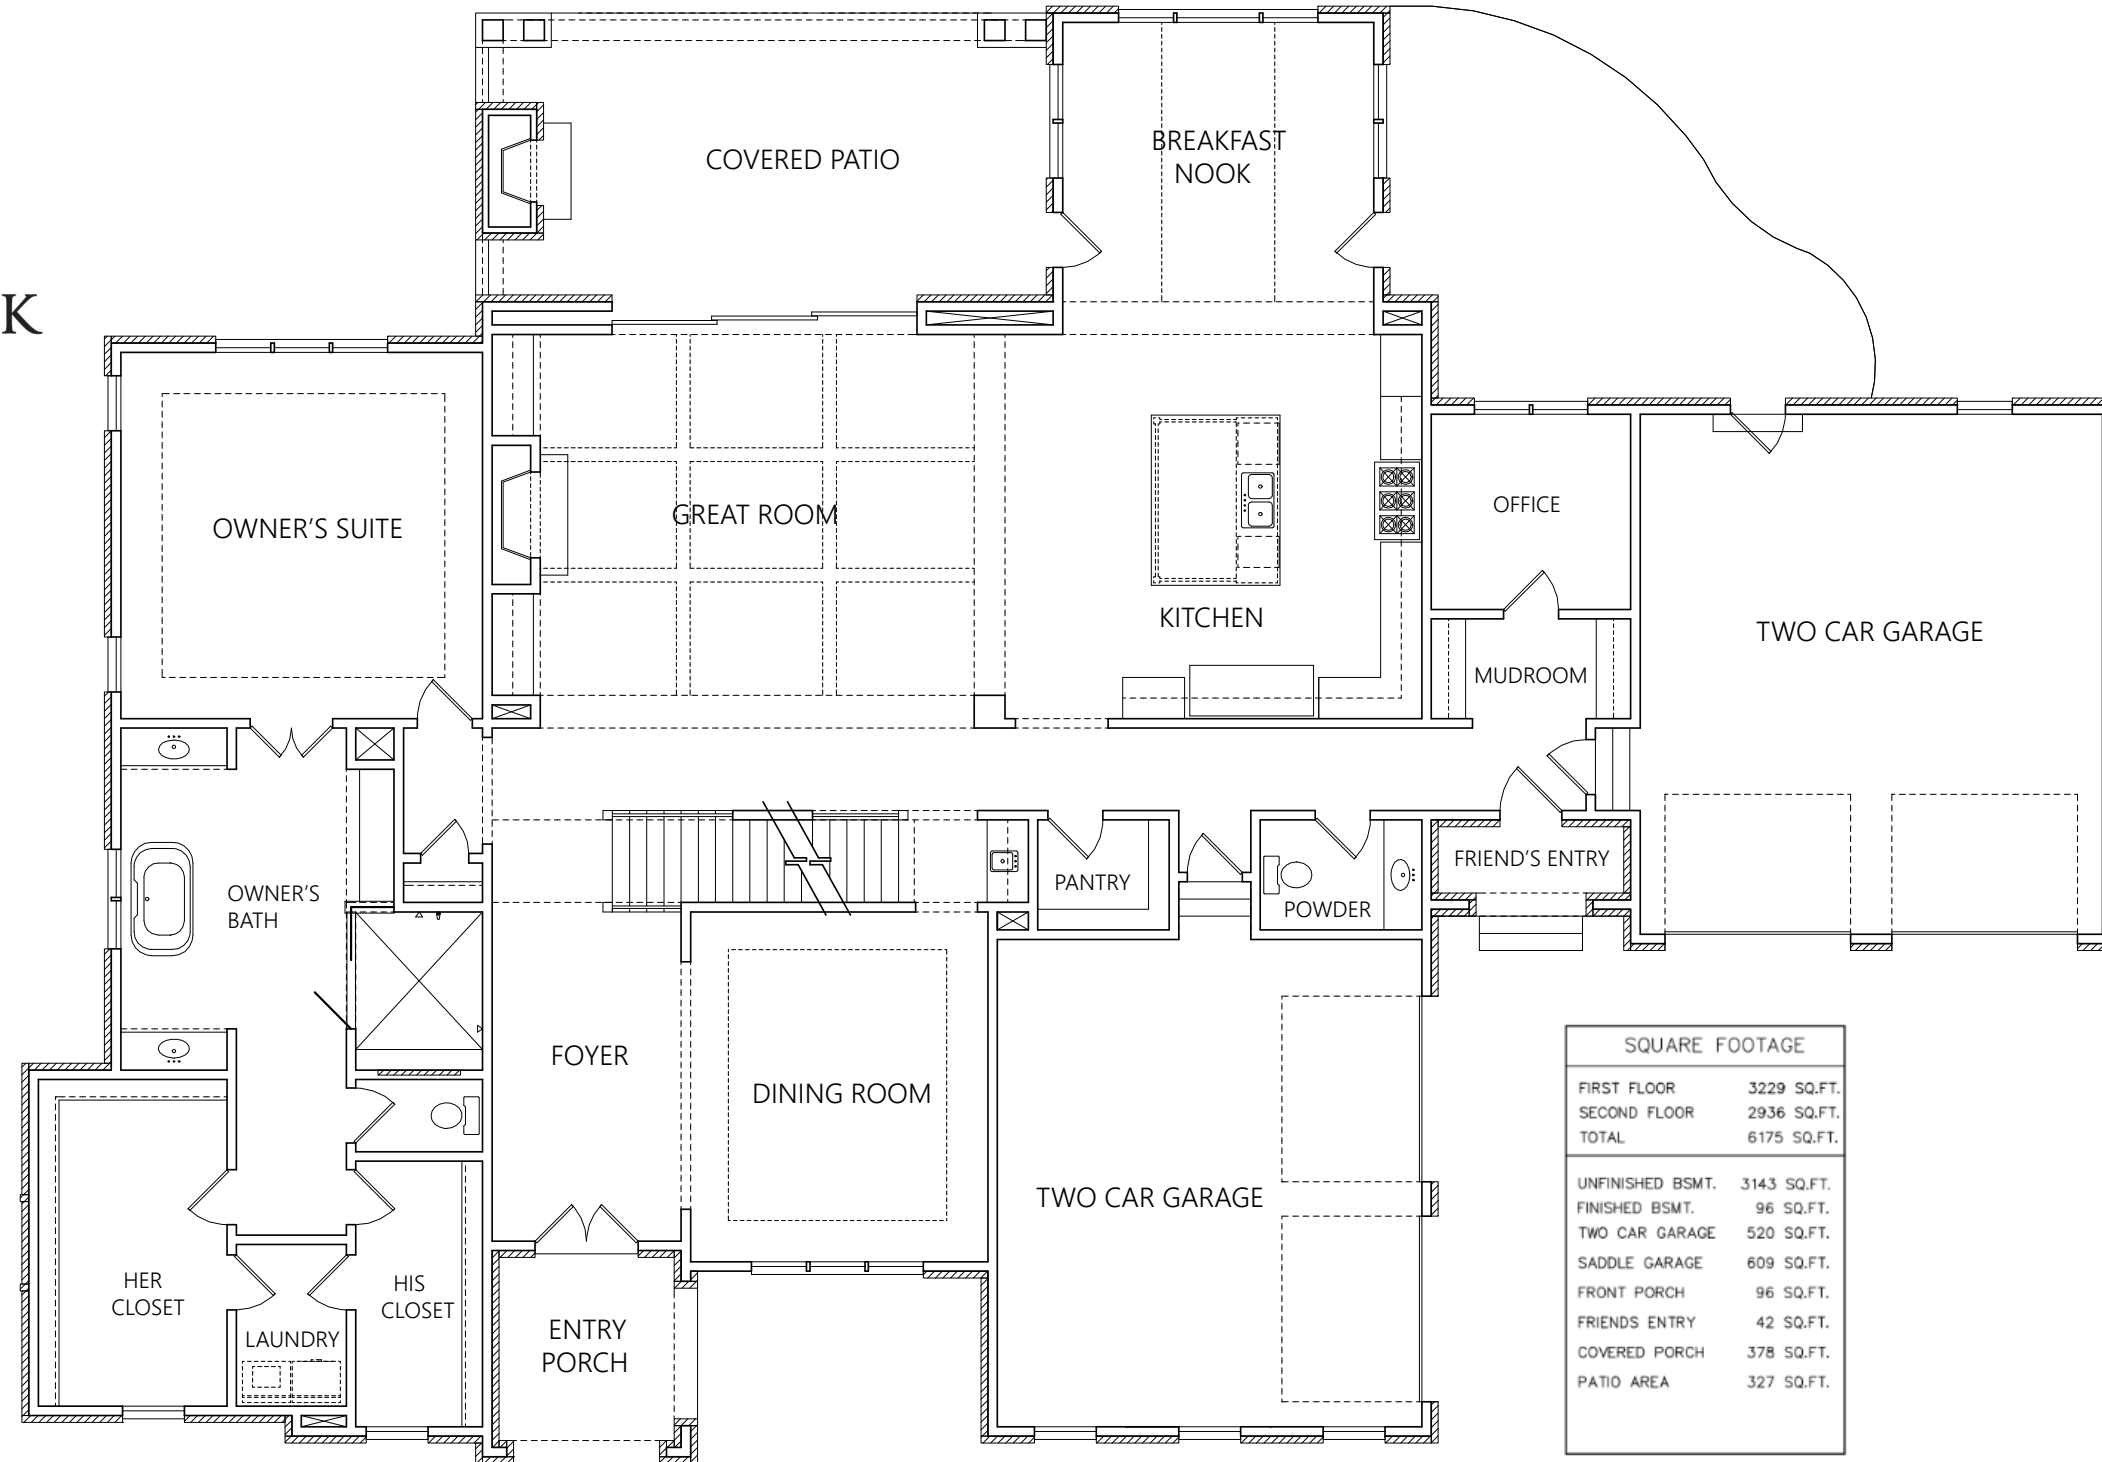 COVERED PATIO
BREAKFAST
NOOK
K
OWNER'S SUITE
GREAT ROOM
OFFICE
KITCHEN
TWO CAR GARAGE
MUDROOM
OWNER'S
BATH
PANTRY
POWDER
FRIEND'S ENTRY
FOYER
DINING ROOM
TWO CAR GARAGE
HER
CLOSET
HIS
CLOSET
LAUNDRY
ENTRY
PORCH
SQUARE FOOTAGE
FIRST FLOOR 3229 SQ.FT.
SECOND FLOOR 2936 SQ.FT.
TOTAL 6175 SQ.FT.
UNFINISHED BSMT. 3143 SQ.FT.
FINISHED BSMT. 96 SQ.FT.
TWO CAR GARAGE 520 SQ.FT.
SADDLE GARAGE 609 SQ.FT.
FRONT PORCH 96 SQ.FT.
FRIENDS ENTRY 42 SQ.FT.
COVERED PORCH 378 SQ.FT.
PATIO AREA 327 SQ.FT.